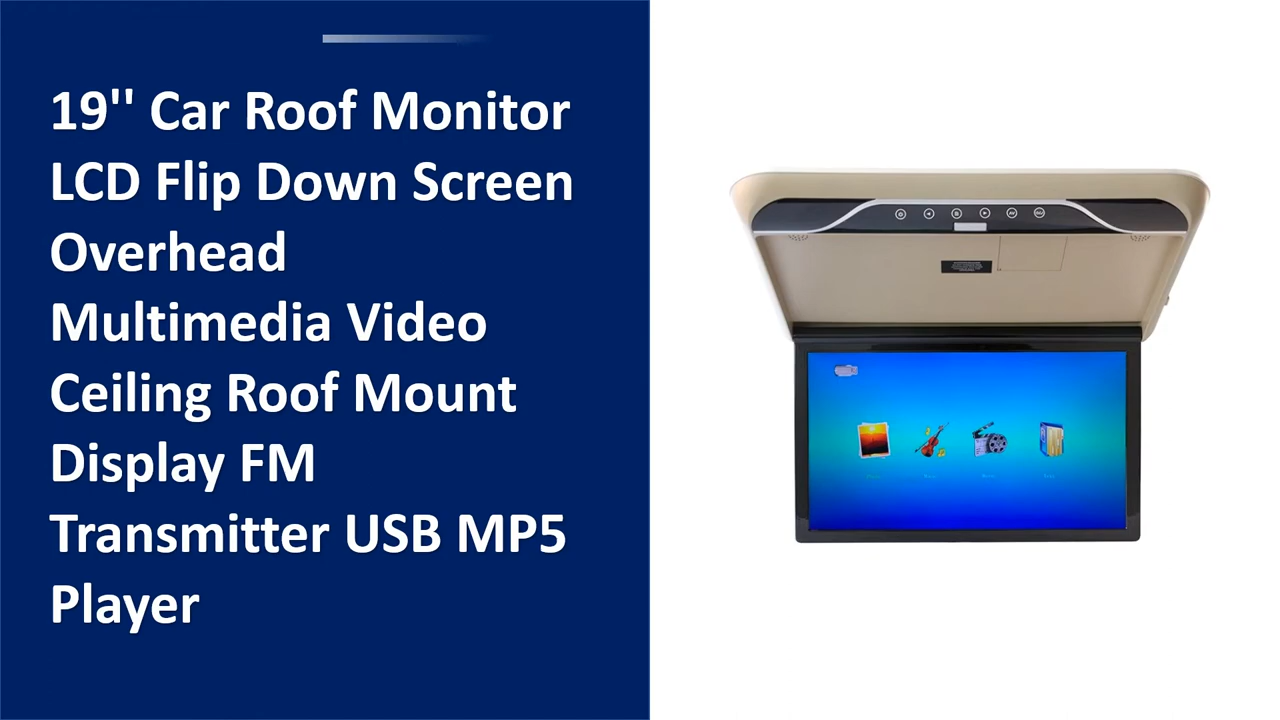 19'' Car Roof Monitor
LCD Flip Down Screen
Overhead
Multimedia Video
Ceiling Roof Mount
Display FM
Transmitter USB MP5
Player